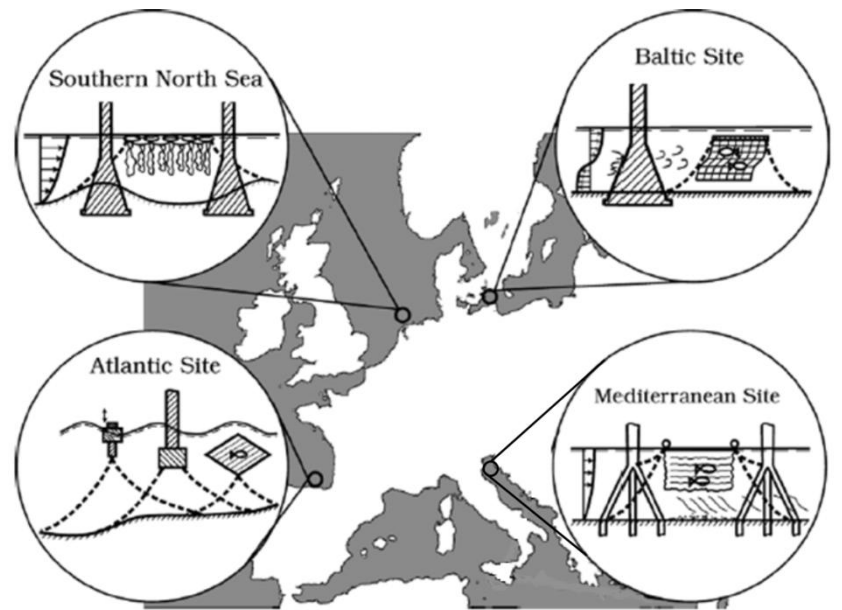 Southern North Sea
Baltic Site
Atlantic Site
Mediterranean Site